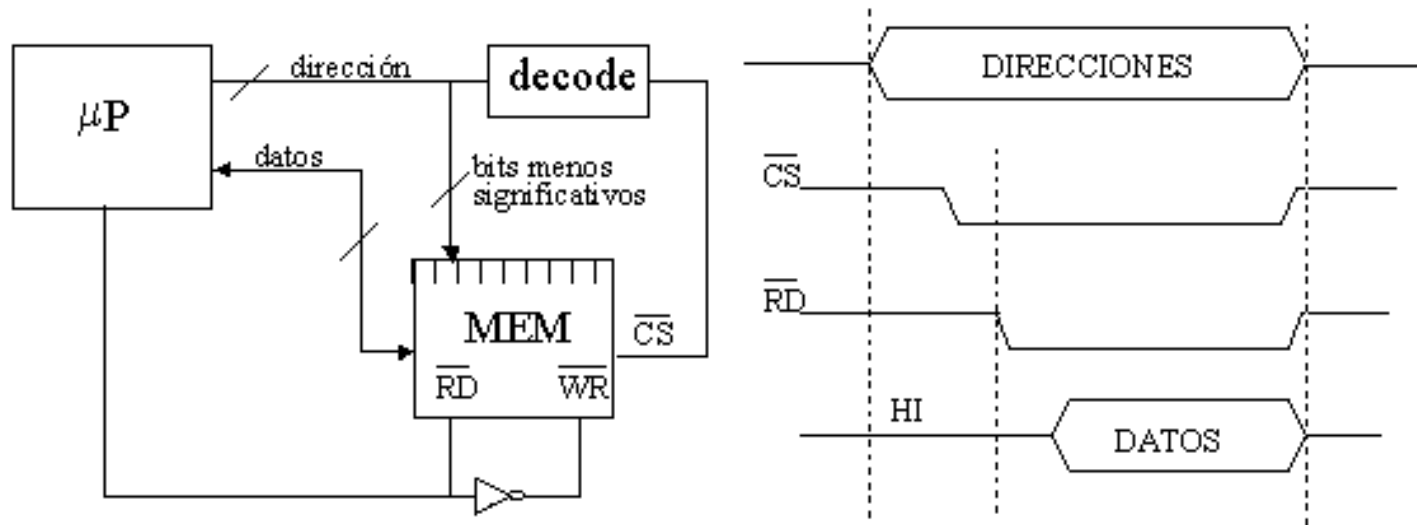 μP
dirección
decode
datos
bits menos
significativos
MEM
CS
RD
WR
DIRECCIONES
CS
RD
HI
DATOS